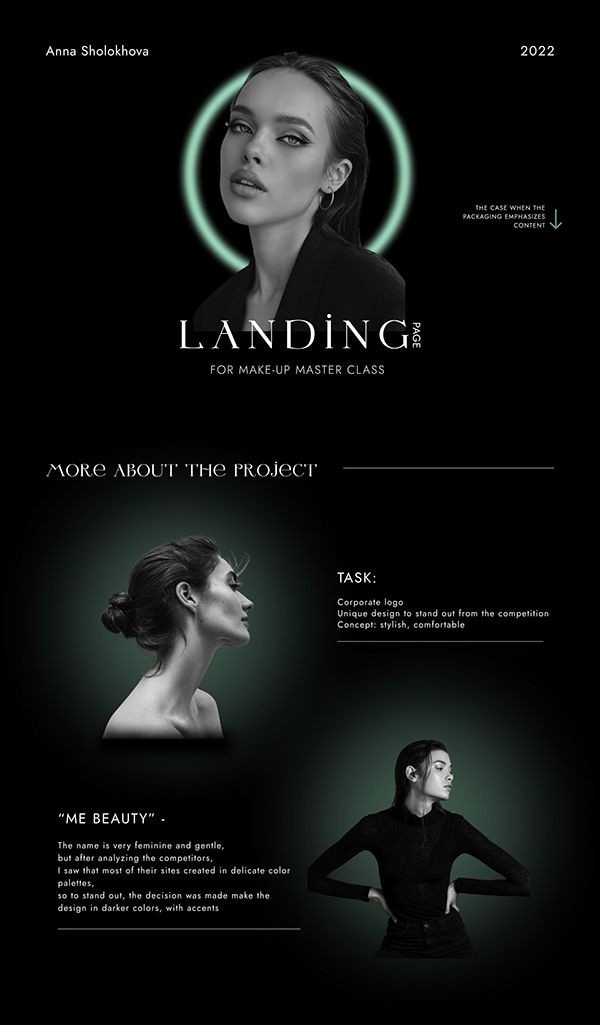 Anna Sholokhova
2022
THE CASE WHEN THE
PACKAGING EMPHASIZES
CONTENT
LANDING
PAGE
FOR MAKE-UP MASTER CLASS
MORE ABOUT THE PROJECT
TASK:
Corporate logo
Unique design to stand out from the competition
Concept: stylish, comfortable
“ME BEAUTY” -
The name is very feminine and gentle,
but after analyzing the competitors,
I saw that most of their sites created in delicate color
palettes,
so to stand out, the decision was made make the
design in darker colors, with accents